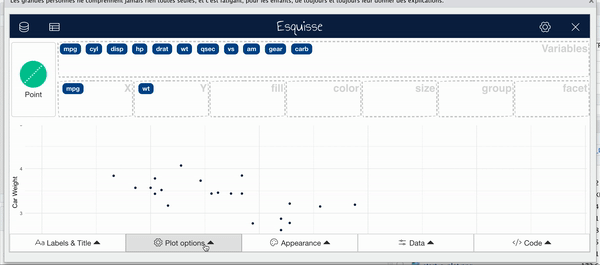 Les grandes personnes ne comprennent jamais rien toutes seules, et c'est fatigant, pour les enfants, de toujours et toujours leur donner des explications.
Esquisse
mpg cyl disp hp drat wt qsec vs am gear carb Variables
Point
mpg X wt Y fill color size group facet
4
Car Weight
3
Labels & Title Plot options Appearance Data Code